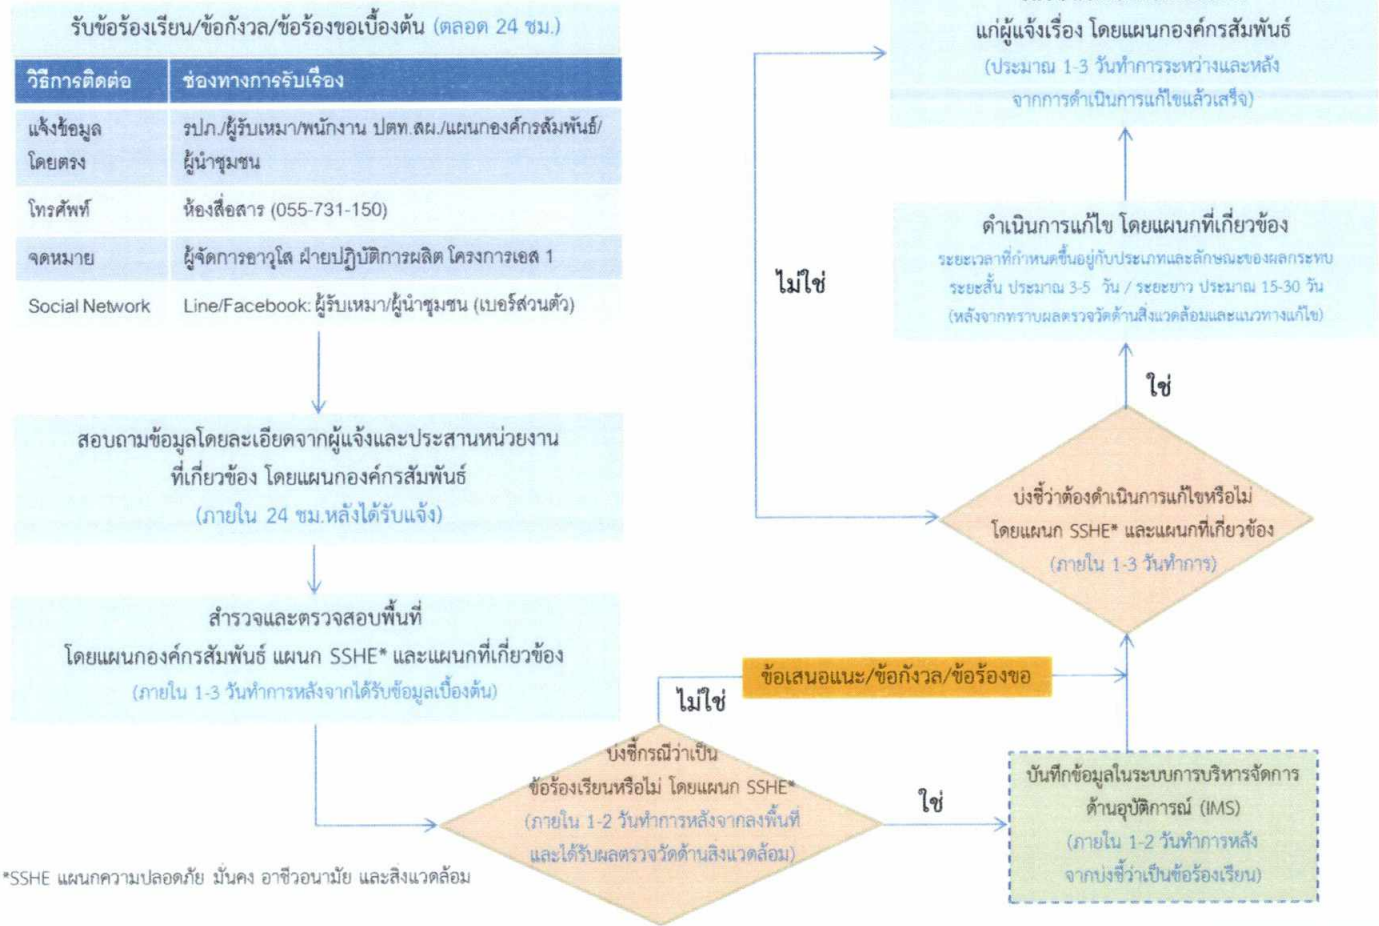 รับข้อร้องเรียน/ข้อกังวล/ข้อร้องขอเบื้องต้น (ตลอด 24 ชม.)
วิธีการติดต่อ ช่องทางการรับเรื่อง
แจ้งข้อมูล รปภ./ผู้รับเหมา/พนักงาน ปตท.สผ./แผนกองค์กรสัมพันธ์/
โดยตรง ผู้นำชุมชน
โทรศัพท์ ห้องสื่อสาร (055-731-150)
จดหมาย ผู้จัดการอาวุโส ฝ่ายปฏิบัติการผลิต โครงการเอส 1
Social Network Line/Facebook: ผู้รับเหมา/ผู้นำชุมชน (เบอร์ส่วนตัว)
สอบถามข้อมูลโดยละเอียดจากผู้แจ้งและประสานหน่วยงาน
ที่เกี่ยวข้อง โดยแผนกองค์กรสัมพันธ์
(ภายใน 24 ชม.หลังได้รับแจ้ง)
สำรวจและตรวจสอบพื้นที่
โดยแผนกองค์กรสัมพันธ์ แผนก SSHE* และแผนกที่เกี่ยวข้อง
(ภายใน 1-3 วันทำการหลังจากได้รับข้อมูลเบื้องต้น)
บ่งชี้กรณีว่าเป็น
ข้อร้องเรียนหรือไม่ โดยแผนก SSHE*
(ภายใน 1-2 วันทำการหลังจากลงพื้นที่
และได้รับผลตรวจวัดด้านสิ่งแวดล้อม)
ไม่ใช่
ข้อเสนอแนะ/ข้อกังวล/ข้อร้องขอ
ใช่
บันทึกข้อมูลในระบบการบริหารจัดการ
ด้านอุบัติการณ์ (IMS)
(ภายใน 1-2 วันทำการหลัง
จากบ่งชี้ว่าเป็นข้อร้องเรียน)
บ่งชี้ว่าต้องดำเนินการแก้ไขหรือไม่
โดยแผนก SSHE* และแผนกที่เกี่ยวข้อง
(ภายใน 1-3 วันทำการ)
ใช่
ไม่ใช่
ดำเนินการแก้ไข โดยแผนกที่เกี่ยวข้อง
ระยะเวลาที่กำหนดขึ้นอยู่กับประเภทและลักษณะของผลกระทบ
ระยะสั้น ประมาณ 3-5 วัน / ระยะยาว ประมาณ 15-30 วัน
(หลังจากทราบผลตรวจวัดด้านสิ่งแวดล้อมและแนวทางแก้ไข)
แก่ผู้แจ้งเรื่อง โดยแผนกองค์กรสัมพันธ์
(ประมาณ 1-3 วันทำการระหว่างและหลัง
จากการดำเนินการแก้ไขแล้วเสร็จ)
*SSHE แผนกความปลอดภัย มั่นคง อาชีวอนามัย และสิ่งแวดล้อม